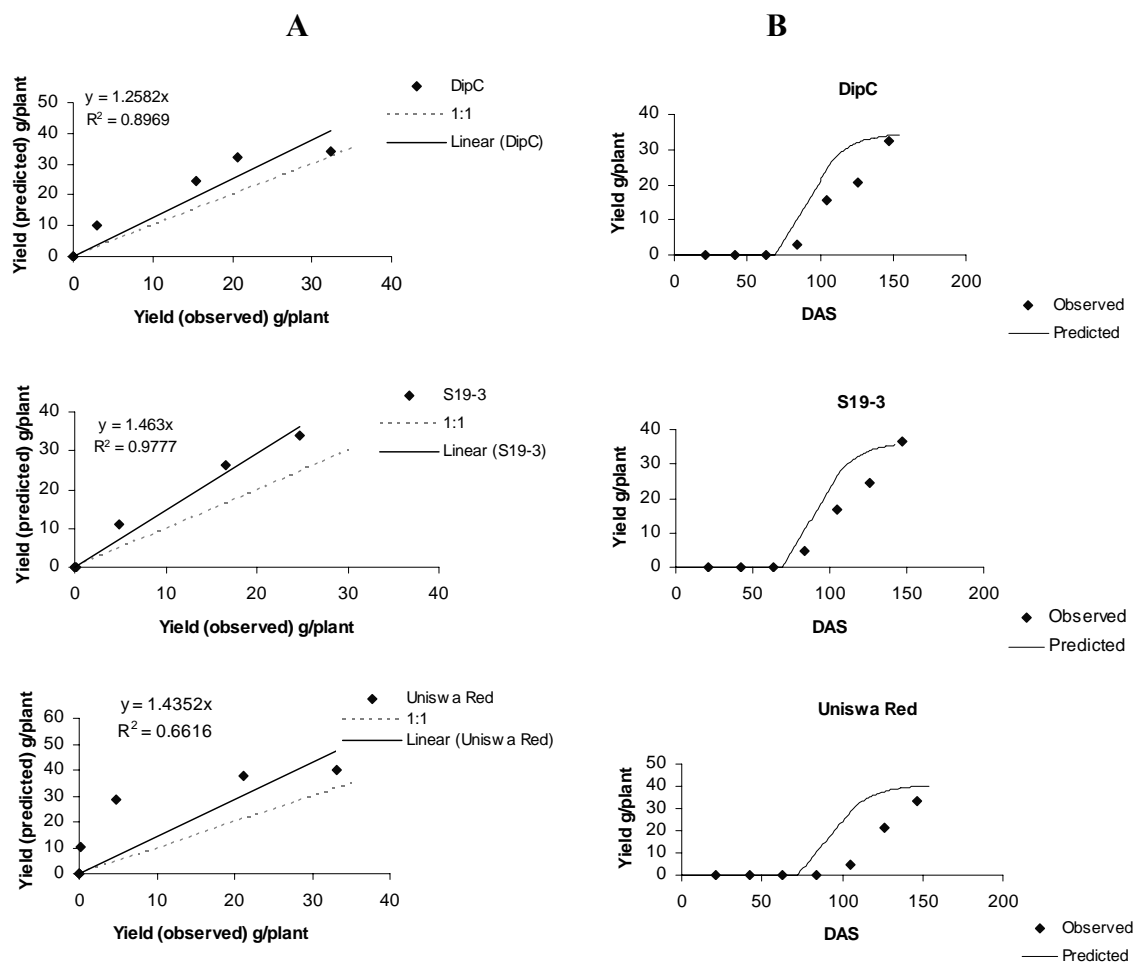 A
B
y = 1.2582x
R² = 0.8969
DipC
1:1
Linear (DipC)
Yield (predicted) g/plant
50
40
30
20
10
0
0 10 20 30 40
Yield (observed) g/plant
DipC
Yield g/plant
40
30
20
10
0
0 50 100 150 200
DAS
Observed
Predicted
y = 1.463x
R² = 0.9777
S19-3
1:1
Linear (S19-3)
Yield (predicted) g/plant
40
30
20
10
0
0 10 20 30 40
Yield (observed) g/plant
S19-3
Yield g/plant
40
30
20
10
0
0 50 100 150 200
DAS
Observed
Predicted
y = 1.4352x
R² = 0.6616
Uniswa Red
1:1
Linear (Uniswa Red)
Yield (predicted) g/plant
60
50
40
30
20
10
0
0 10 20 30 40
Yield (observed) g/plant
Uniswa Red
Yield g/plant
50
40
30
20
10
0
0 50 100 150 200
DAS
Observed
Predicted